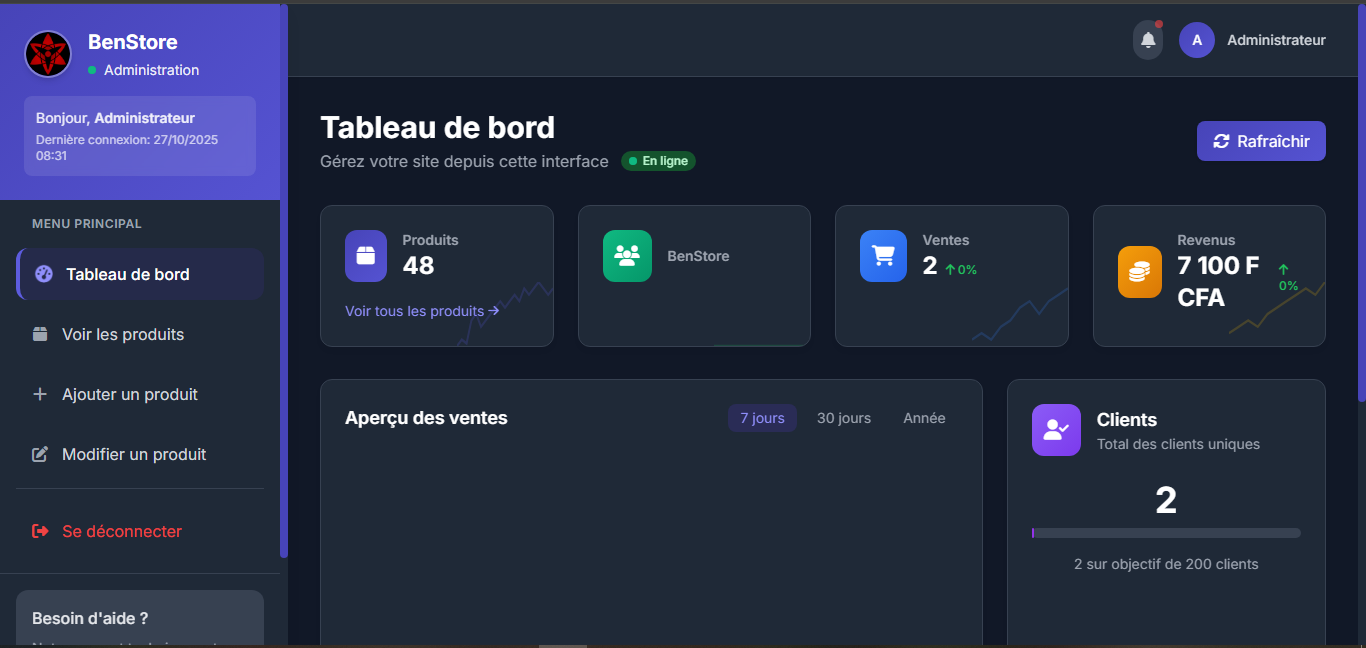 BenStore
Administration
Bonjour, Administrateur
Dernière connexion: 27/10/2025
08:31
MENU PRINCIPAL
Tableau de bord
Voir les produits
Ajouter un produit
Modifier un produit
Se déconnecter
Besoin d'aide ?
A
Administrateur
Tableau de bord
Gérez votre site depuis cette interface
En ligne
Rafraîchir
Produits
48
Voir tous les produits →
BenStore
Ventes
2 ↑ 0%
Revenus
7 100 F
CFA
↑
0%
Aperçu des ventes
7 jours
30 jours
Année
Clients
Total des clients uniques
2
2 sur objectif de 200 clients